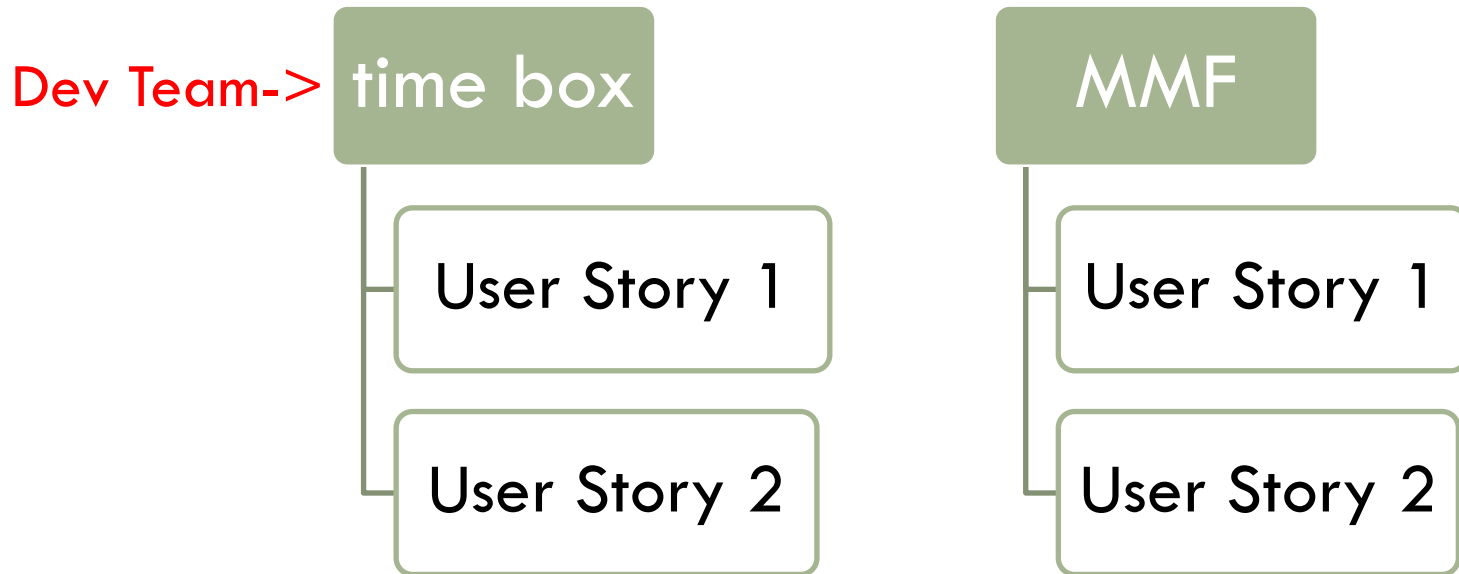 Dev Team-> time box
User Story 1
User Story 2
MMF
User Story 1
User Story 2